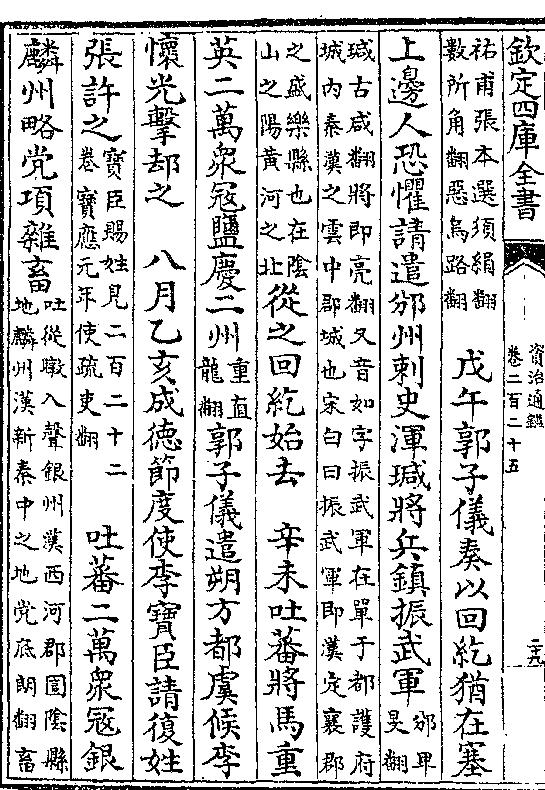 欽定四庫全書
資治通鑑
卷二百二十五
二十九
祐甫張本選須絹翻
數所角翻惡烏路翻
戊午郭子儀奏以回紇猶在塞
上邊人恐懼請遣邠州刺史渾瑊將兵鎮振武軍
邠卑
旻翻
瑊古咸翻將即亮翻又音如字振武軍在單于都護府
城内秦漢之雲中郡城也宋白曰振武軍即漢定襄郡
之盛樂縣也在陰
山之陽黄河之北
從之回紇始去 辛未吐蕃將馬重
英二萬衆寇鹽慶二州
重直
龍翻
郭子儀遣朔方都虞候李
懷光擊却之 八月乙亥成德節度使李寶臣請復姓
張許之
寶臣賜姓見二百二十二
卷寶應元年使疏吏翻
吐蕃二萬衆寇銀
麟州略党項雜畜
吐從暾入聲銀州漢西河郡圁陰縣
地麟州漢新秦中之地党底朗翻畜